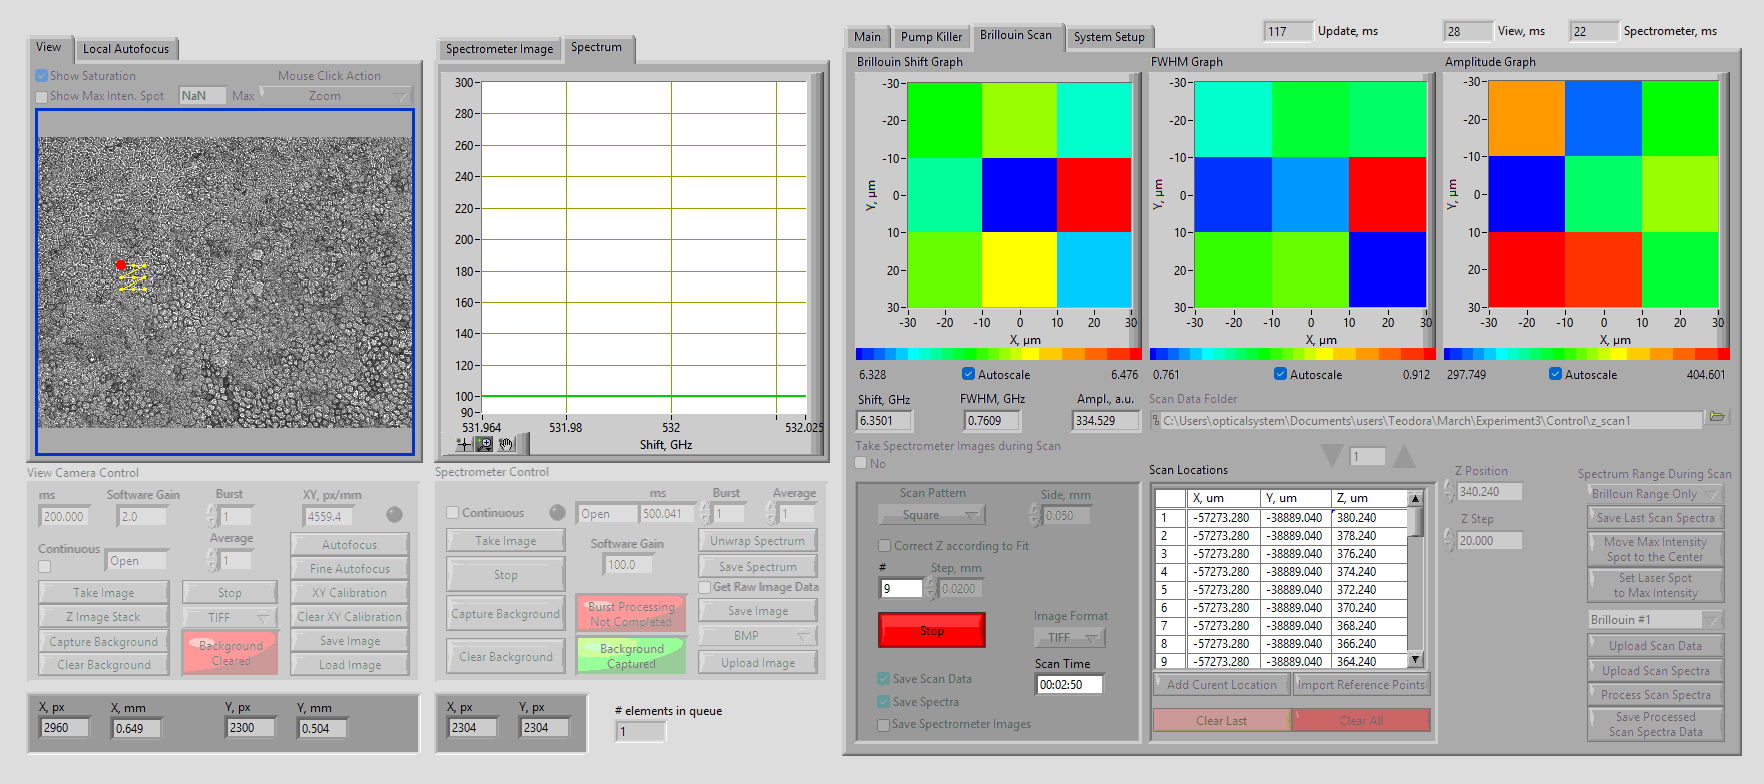 117 Update, ms 28 View, ms 22 Spectrometer, ms
View Local Autofocus
Show Saturation Mouse Click Action
Show Max Inten. Spot NaN Max Zoom
Spectrometer Image Spectrum
300
280
260
240
220
200
180
160
140
120
100
90
531.964 531.98 532 532.025
Shift, GHz
Main Pump Killer Brillouin Scan System Setup
Brillouin Shift Graph FWHM Graph Amplitude Graph
-30
-20
-10
0
10
20
30
Y, µm
-30 -20 -10 0 10 20 30
X, µm
-30
-20
-10
0
10
20
30
Y, µm
-30 -20 -10 0 10 20 30
X, µm
-30
-20
-10
0
10
20
30
Y, µm
-30 -20 -10 0 10 20 30
X, µm
6.328 Autoscale 6.476 0.761 Autoscale 0.912 297.749 Autoscale 404.601
Shift, GHz FWHM, GHz Ampl., a.u. Scan Data Folder
6.3501 0.7609 334.529 C:\Users\opticalsystem\Documents\users\Teodora\March\Experiment3\Control\z_scan1
Take Spectrometer Images during Scan
No
1
View Camera Control
ms Software Gain Burst XY, px/mm
200.000 2.0 1 4559.4
Continuous Open Average 1
Autofocus
Fine Autofocus
Take Image Stop XY Calibration
Z Image Stack TIFF Clear XY Calibration
Capture Background Background Cleared Save Image
Clear Background Load Image
X, px X, mm Y, px Y, mm
2960 0.649 2300 0.504
Spectrometer Control
ms Burst Average
Continuous Open 500.041 1 1
Take Image Software Gain Unwrap Spectrum
Stop 100.0 Save Spectrum
Get Raw Image Data
Capture Background Burst Processing Not Completed Save Image
BMP
Clear Background Background Captured Upload Image
X, px Y, px
2304 2304
# elements in queue
1
Scan Pattern Side, mm
Square 0.050
Correct Z according to Fit
# Step, mm
9 0.0200
Stop
Image Format
TIFF
Scan Time
00:02:50
Save Scan Data
Save Spectra
Save Spectrometer Images
Scan Locations
X, um Y, um Z, um
1 -57273.280 -38889.040 380.240
2 -57273.280 -38889.040 378.240
3 -57273.280 -38889.040 376.240
4 -57273.280 -38889.040 374.240
5 -57273.280 -38889.040 372.240
6 -57273.280 -38889.040 370.240
7 -57273.280 -38889.040 368.240
8 -57273.280 -38889.040 366.240
9 -57273.280 -38889.040 364.240
Add Curent Location Import Reference Points
Clear Last Clear All
Z Position
340.240
Z Step
20.000
Spectrum Range During Scan
Brilloun Range Only
Save Last Scan Spectra
Move Max Intensity
Spot to the Center
Set Laser Spot
to Max Intensity
Brillouin #1
Upload Scan Data
Upload Scan Spectra
Process Scan Spectra
Save Processed
Scan Spectra Data